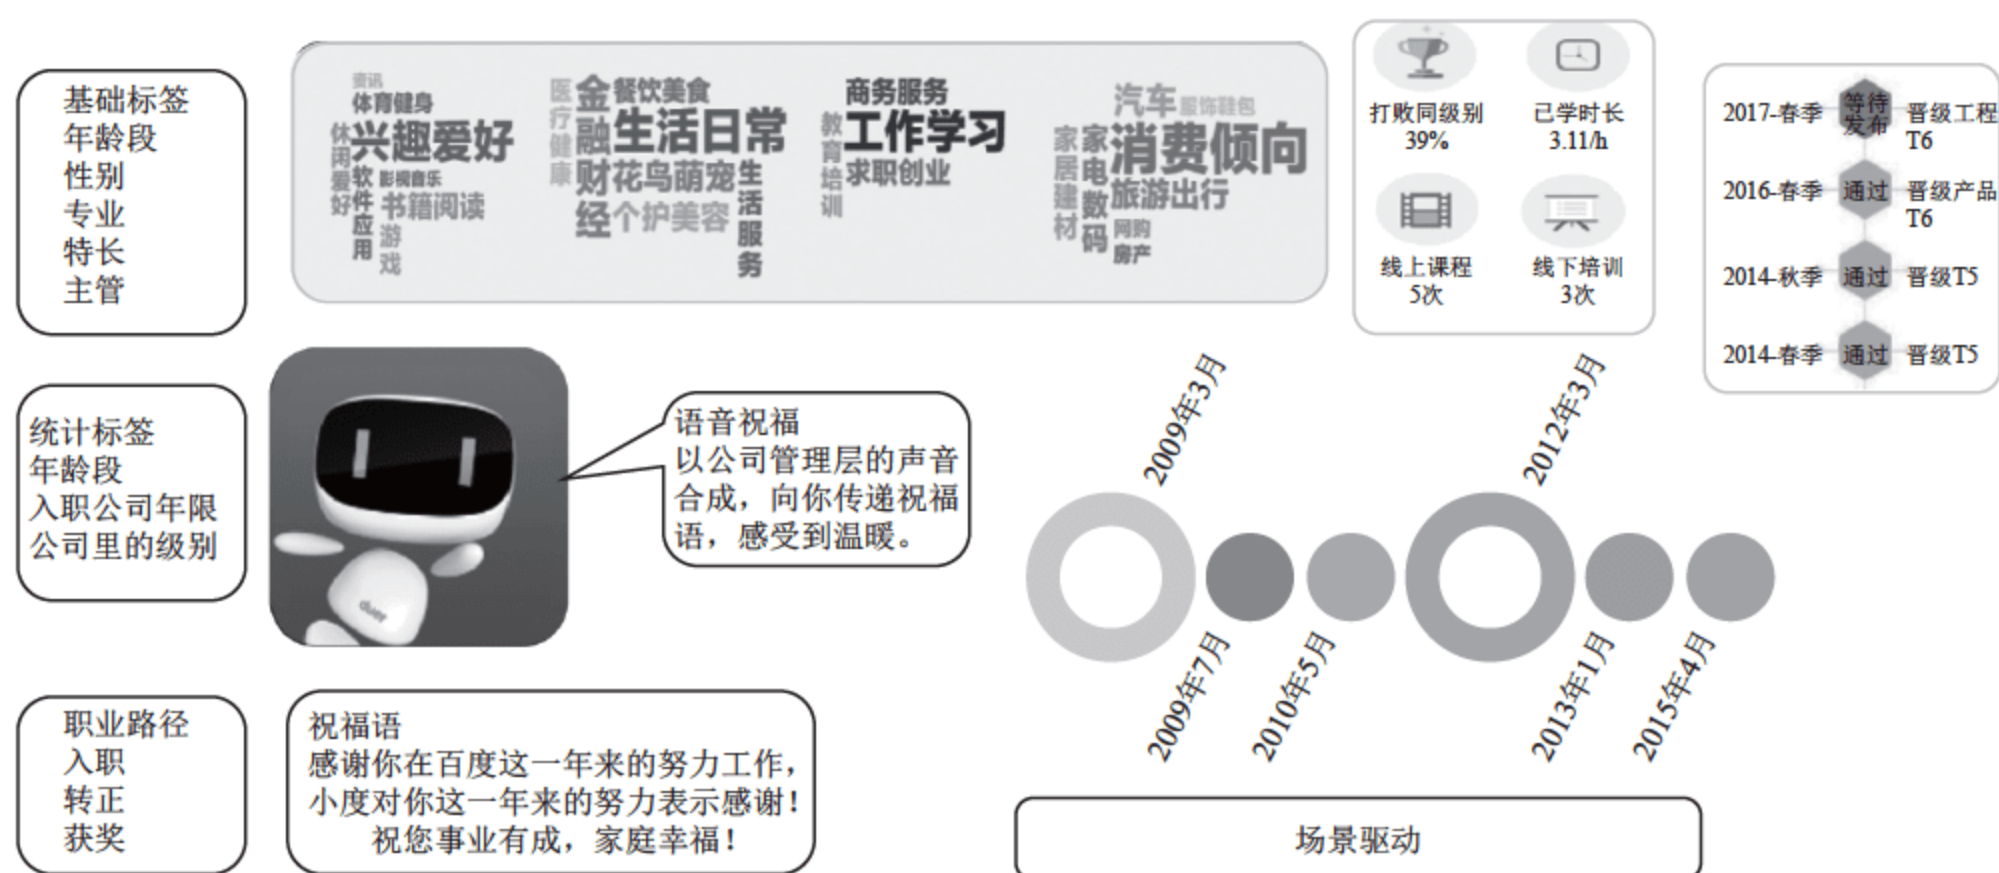 基础标签
年龄段
性别
专业
特长
主管
资讯
体育健身
休闲爱好
兴趣爱好
软件应用
影视音乐
书籍阅读
游戏
医疗健康
金融财经
餐饮美食
生活日常
花鸟萌宠
个护美容
生活服务
商务服务
教育培训
工作学习
求职创业
汽车
服饰鞋包
家居建材
家电数码
消费倾向
旅游出行
网购
房产
打败同级别
39%
已学时长
3.11/h
线上课程
5次
线下培训
3次
2017-春季 等待发布 晋级工程T6
2016-春季 通过 晋级产品T6
2014-秋季 通过 晋级T5
2014-春季 通过 晋级T5
统计标签
年龄段
入职公司年限
公司里的级别
duer
语音祝福
以公司管理层的声音
合成，向你传递祝福
语，感受到温暖。
2009年3月
2012年3月
2009年7月
2010年5月
2013年1月
2015年4月
职业路径
入职
转正
获奖
祝福语
感谢你在百度这一年来的努力工作，
小度对你这一年来的努力表示感谢！
祝您事业有成，家庭幸福！
场景驱动